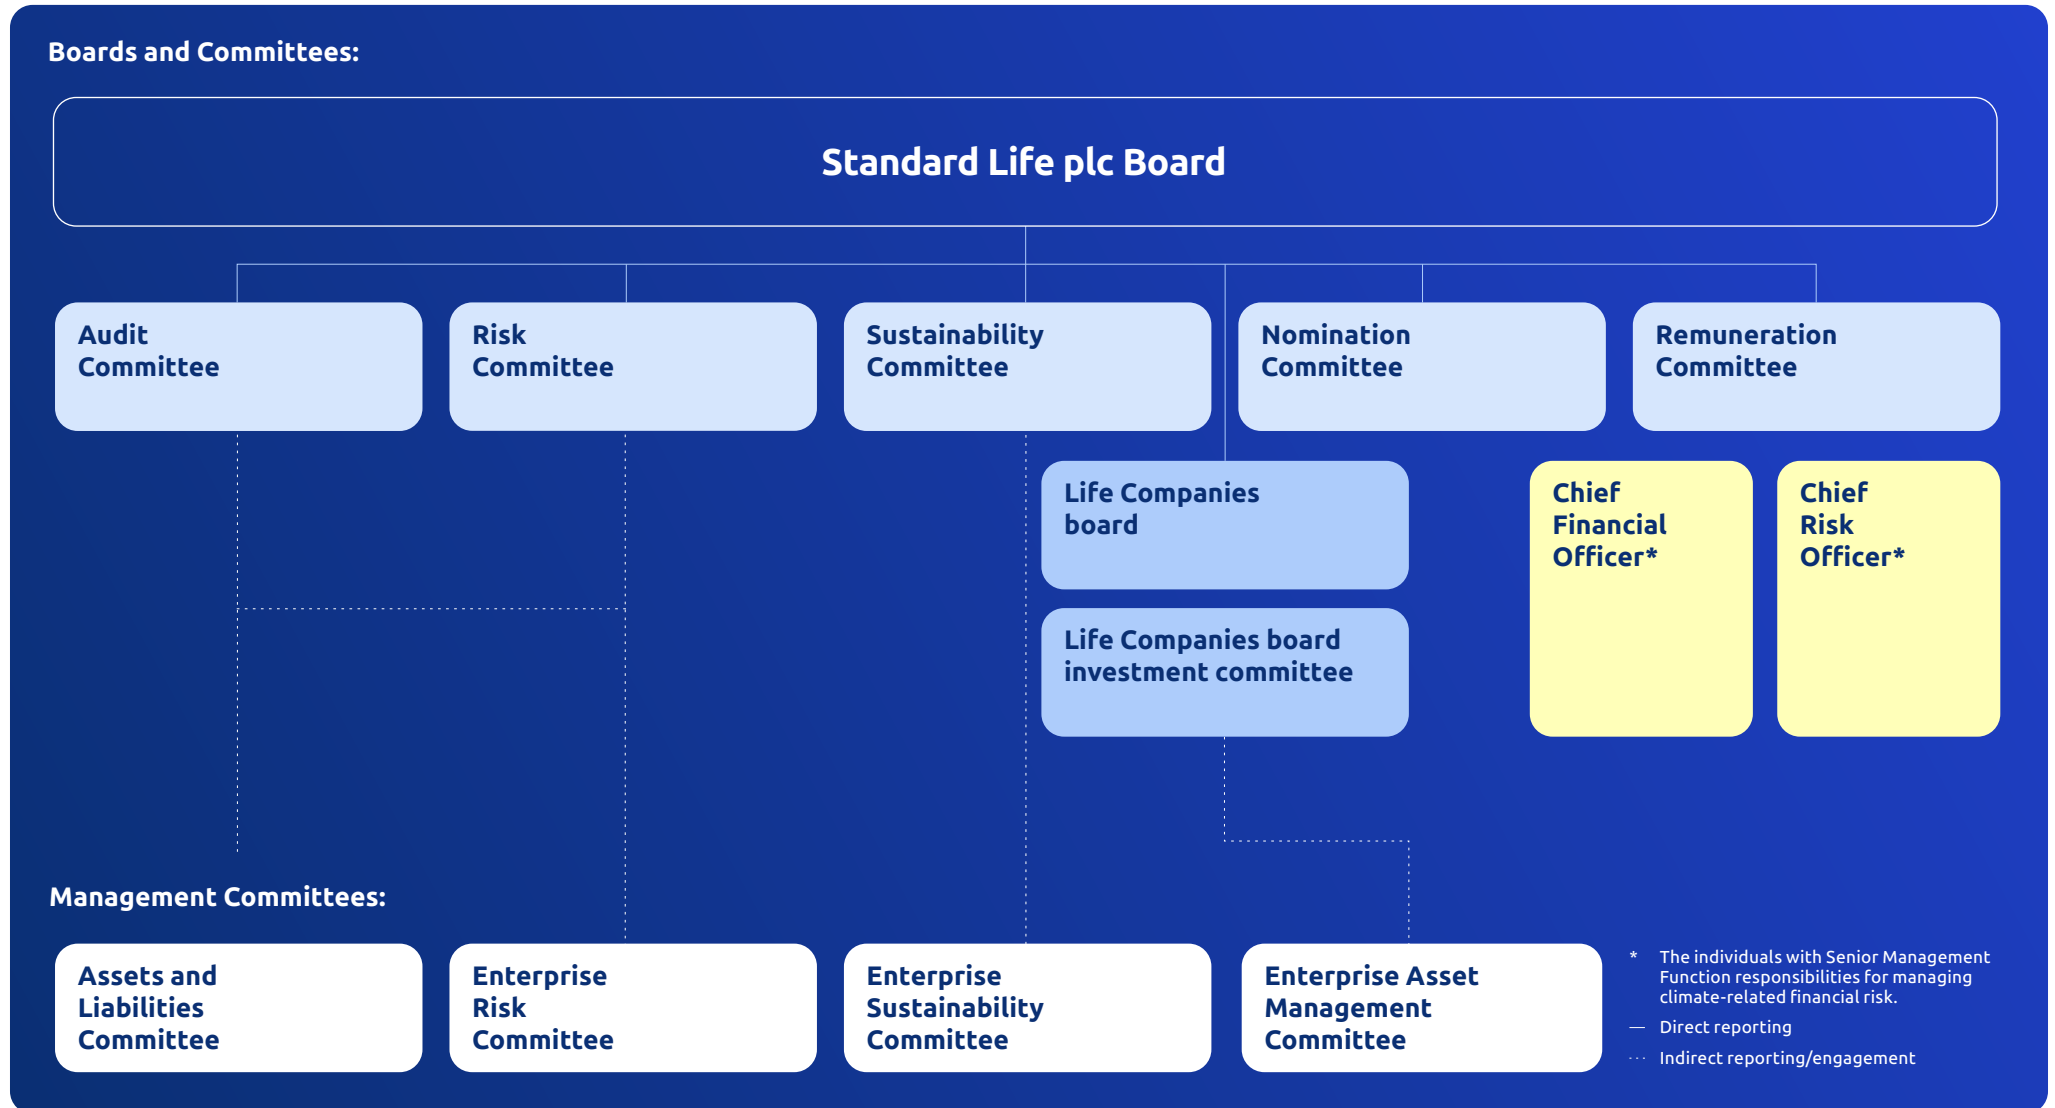 Boards and Committees:
Standard Life plc Board
Audit
Committee
Risk
Committee
Sustainability
Committee
Nomination
Committee
Remuneration
Committee
Life Companies
board
Life Companies board
investment committee
Chief
Financial
Officer*
Chief
Risk
Officer*
Management Committees:
Assets and
Liabilities
Committee
Enterprise
Risk
Committee
Enterprise
Sustainability
Committee
Enterprise Asset
Management
Committee
* The individuals with Senior Management
Function responsibilities for managing
climate-related financial risk.
— Direct reporting
... Indirect reporting/engagement